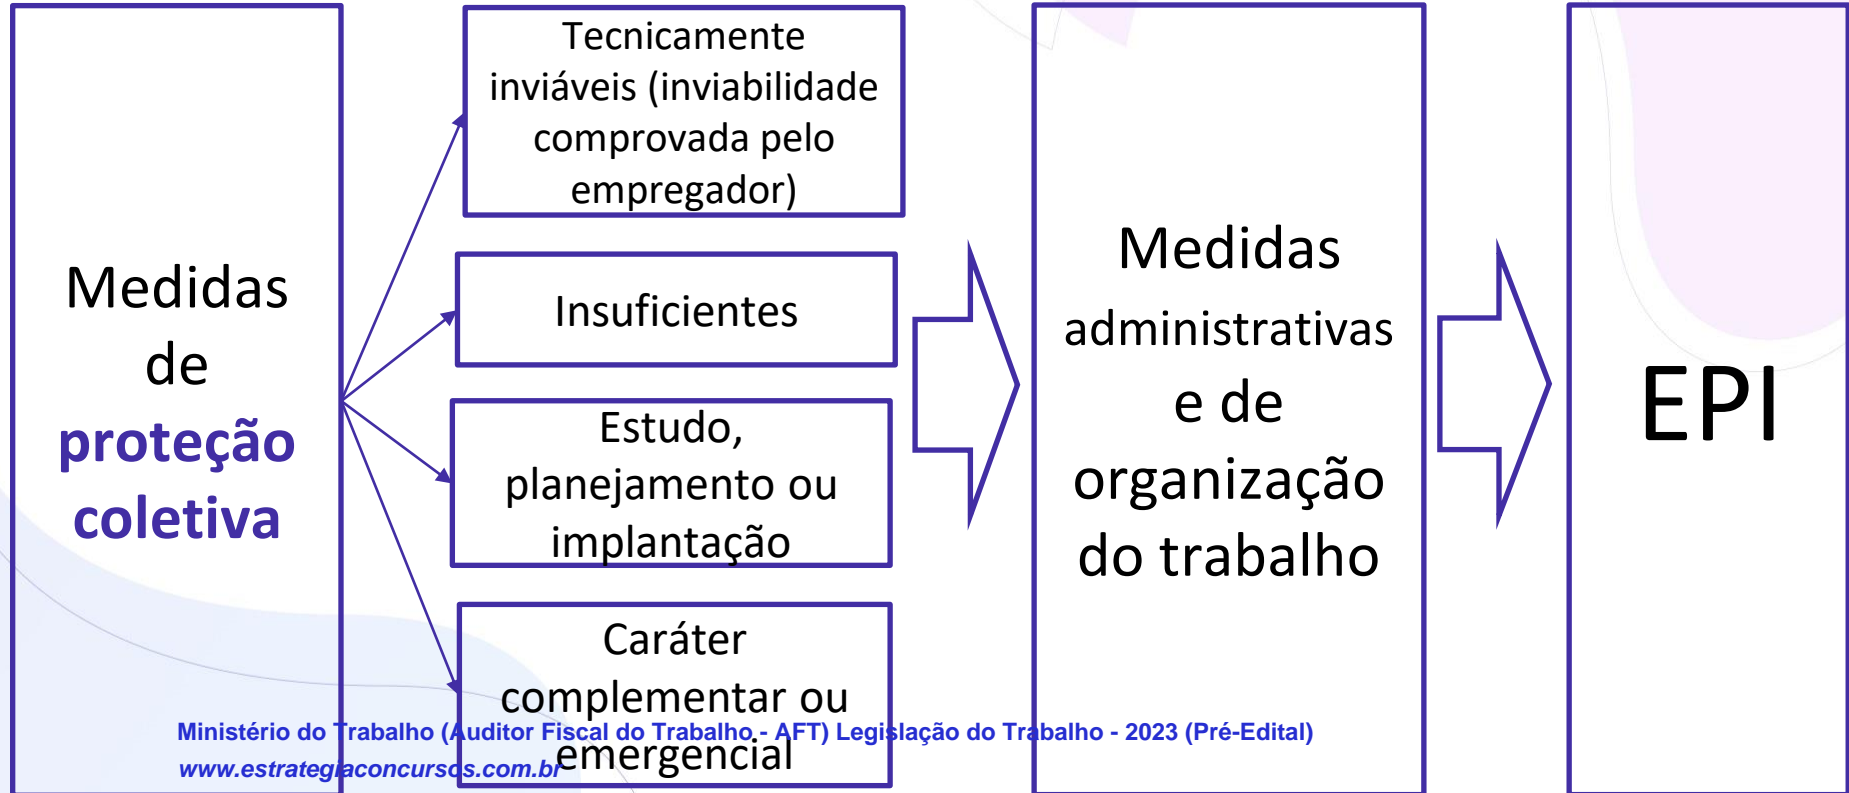 Medidas
de
proteção
coletiva
Tecnicamente
inviáveis (inviabilidade
comprovada pelo
empregador)
Insuficientes
Estudo,
planejamento ou
implantação
Caráter
complementar ou
emergencial
Medidas
administrativas
e de
organização
do trabalho
EPI
Ministério do Trabalho (Auditor Fiscal do Trabalho - AFT) Legislação do Trabalho - 2023 (Pré-Edital)
www.estrategiaconcursos.com.br